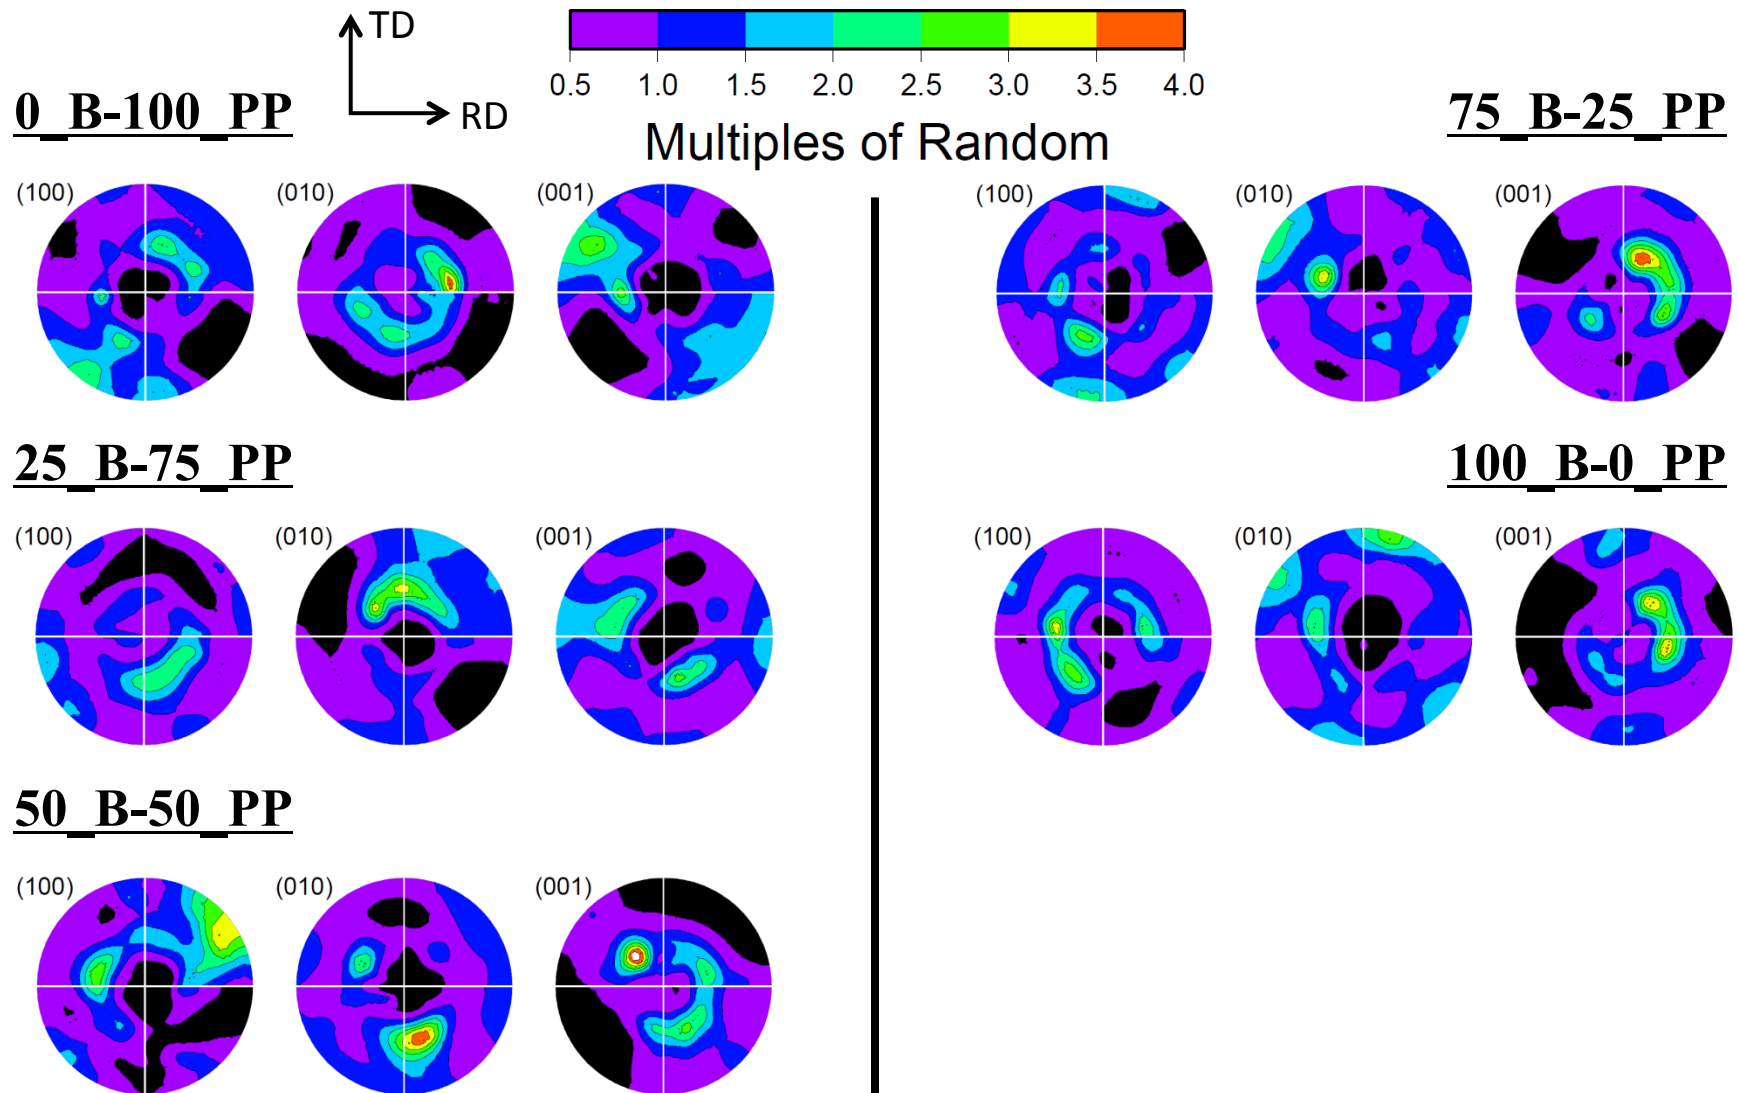 TD
RD
0.5 1.0 1.5 2.0 2.5 3.0 3.5 4.0
Multiples of Random
0_B-100_PP
(100) (010) (001)
25_B-75_PP
(100) (010) (001)
50_B-50_PP
(100) (010) (001)
75_B-25_PP
(100) (010) (001)
100_B-0_PP
(100) (010) (001)